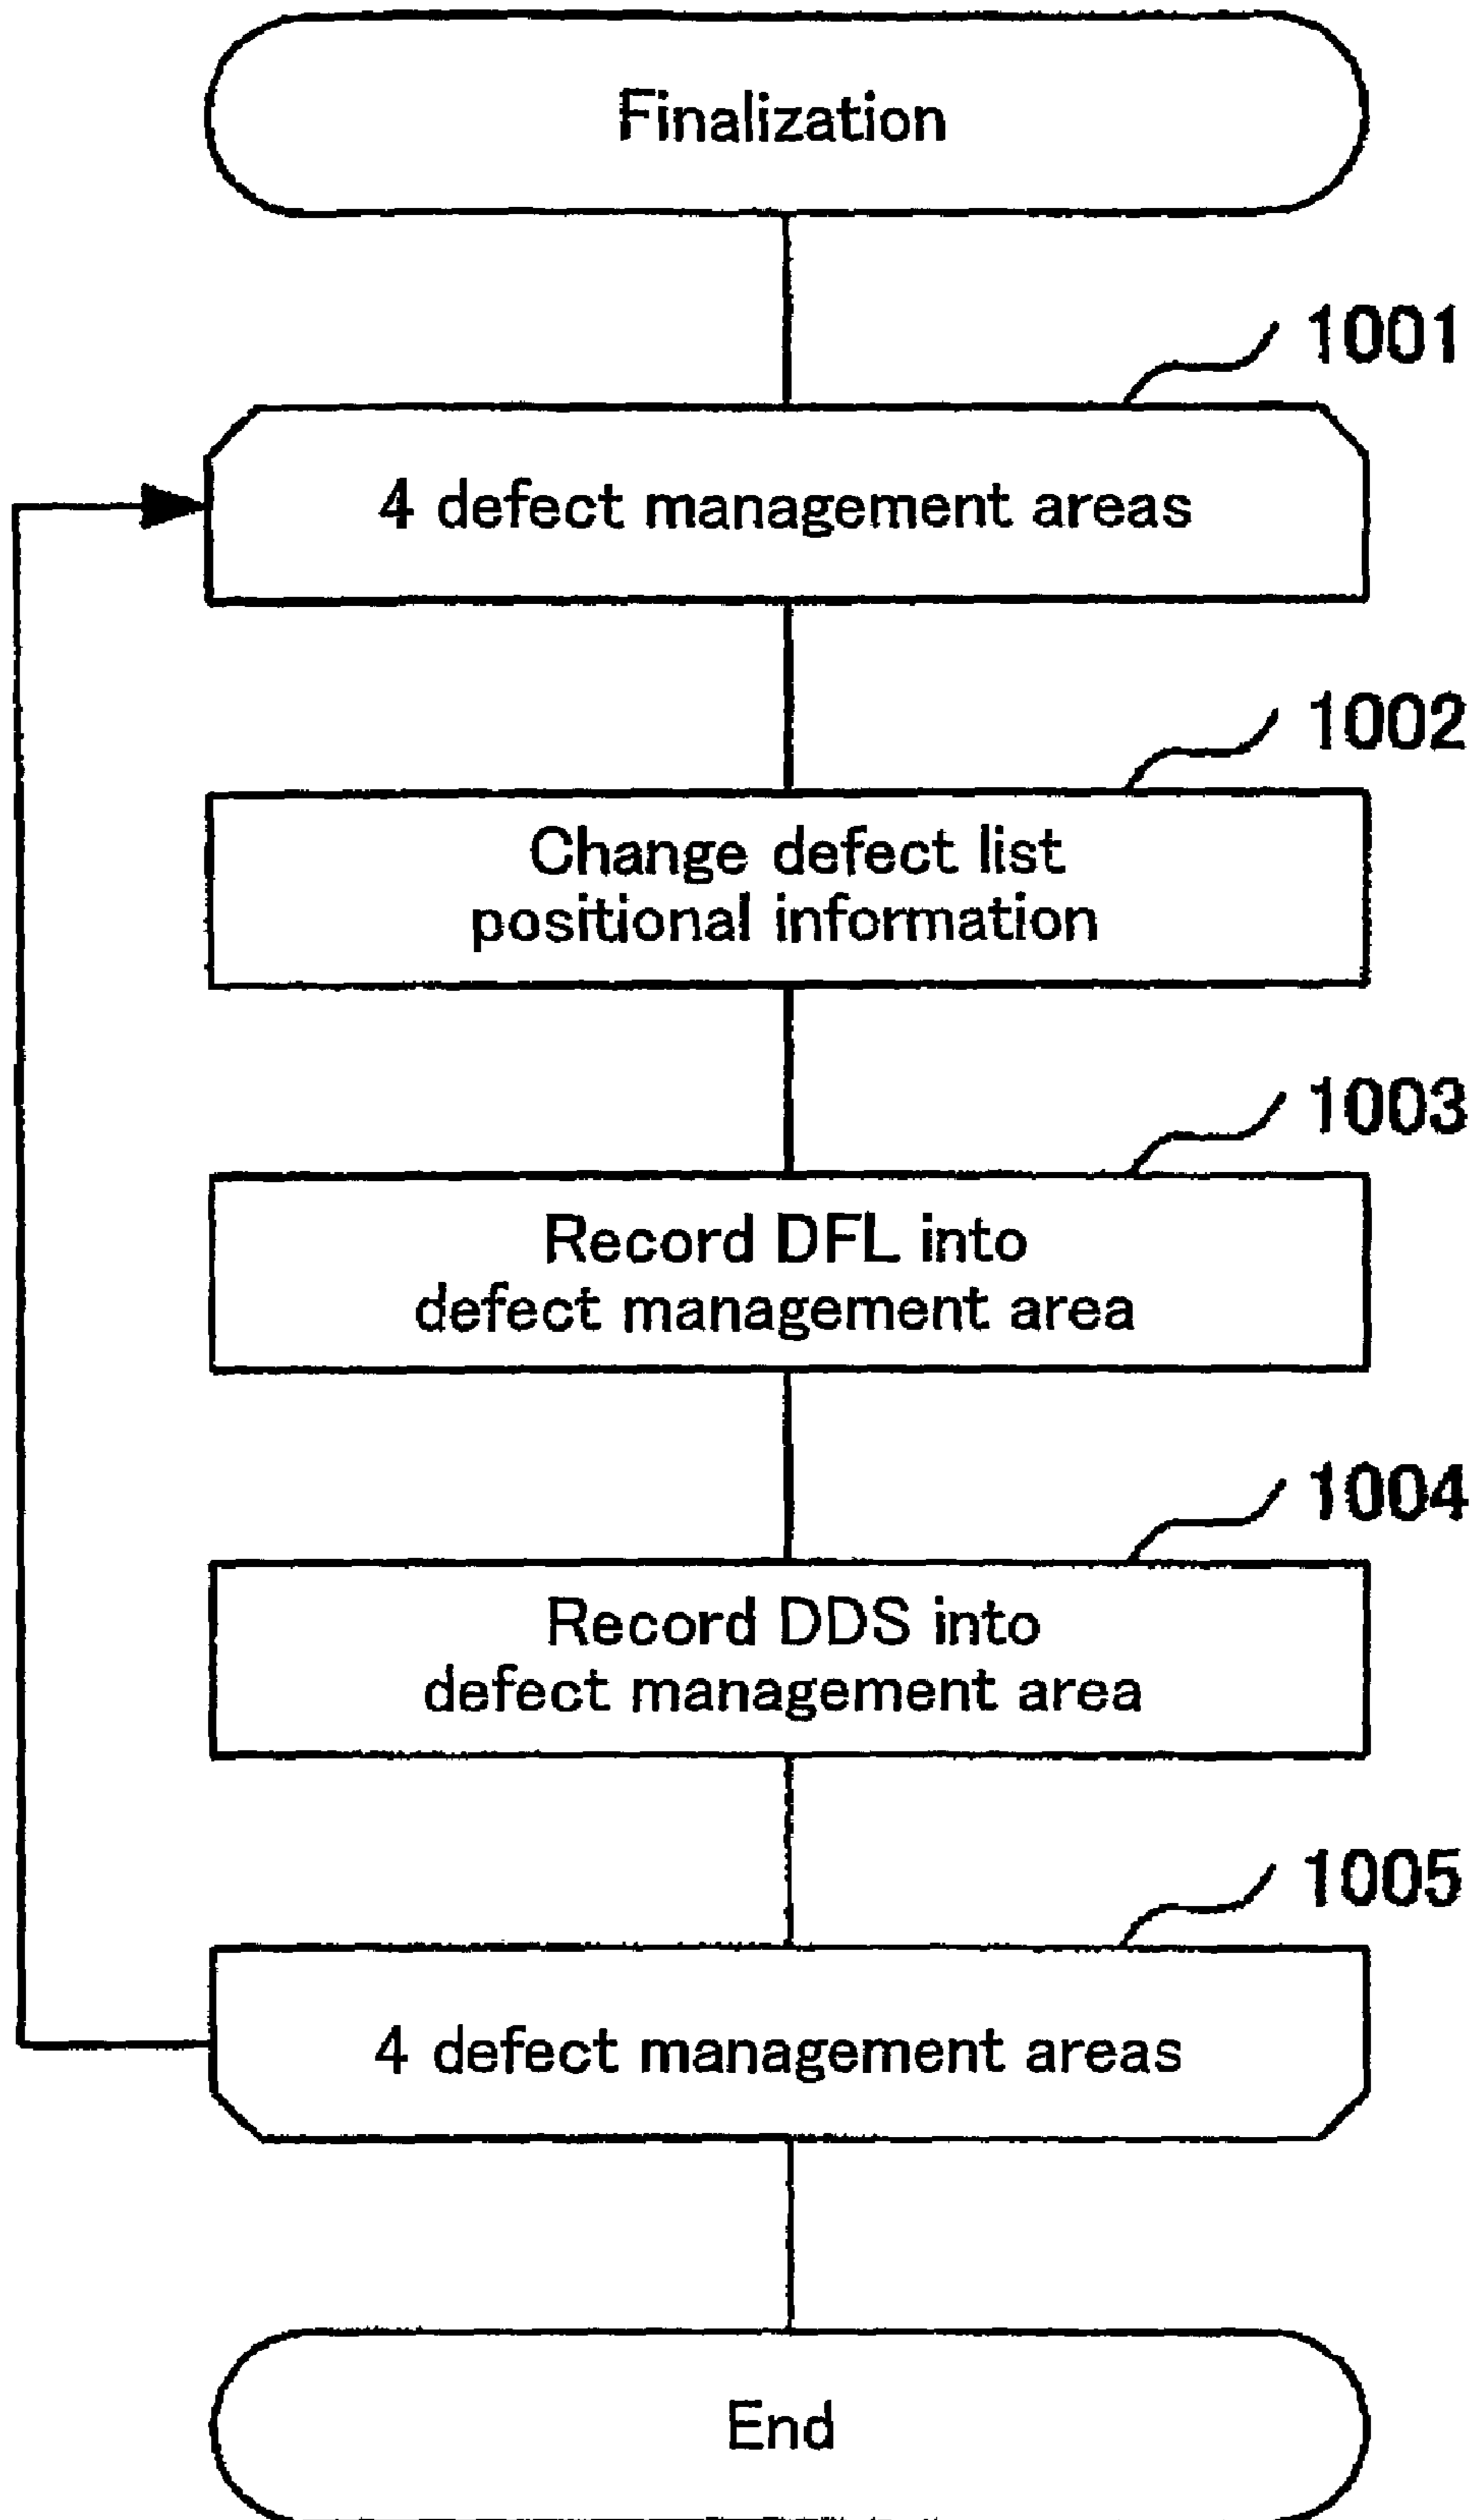 Finalization
1001
4 defect management areas
1002
Change defect list
positional information
1003
Record DFL into
defect management area
1004
Record DDS into
defect management area
1005
4 defect management areas
End